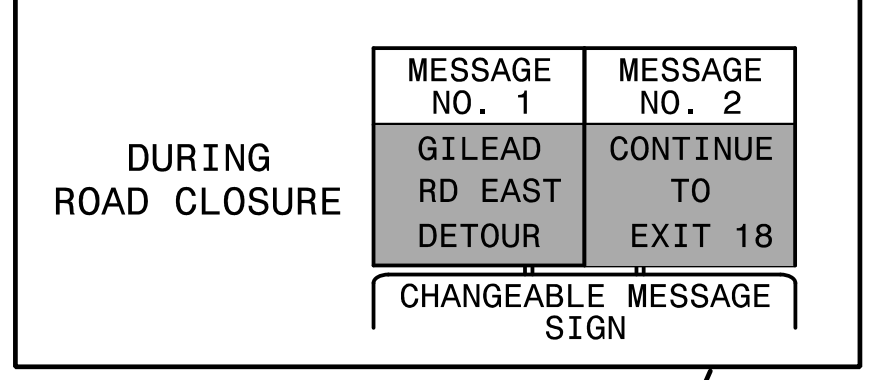 DURING
ROAD CLOSURE
MESSAGE
NO. 1
GILEAD
RD EAST
DETOUR
MESSAGE
NO. 2
CONTINUE
TO
EXIT 18
CHANGEABLE MESSAGE
SIGN